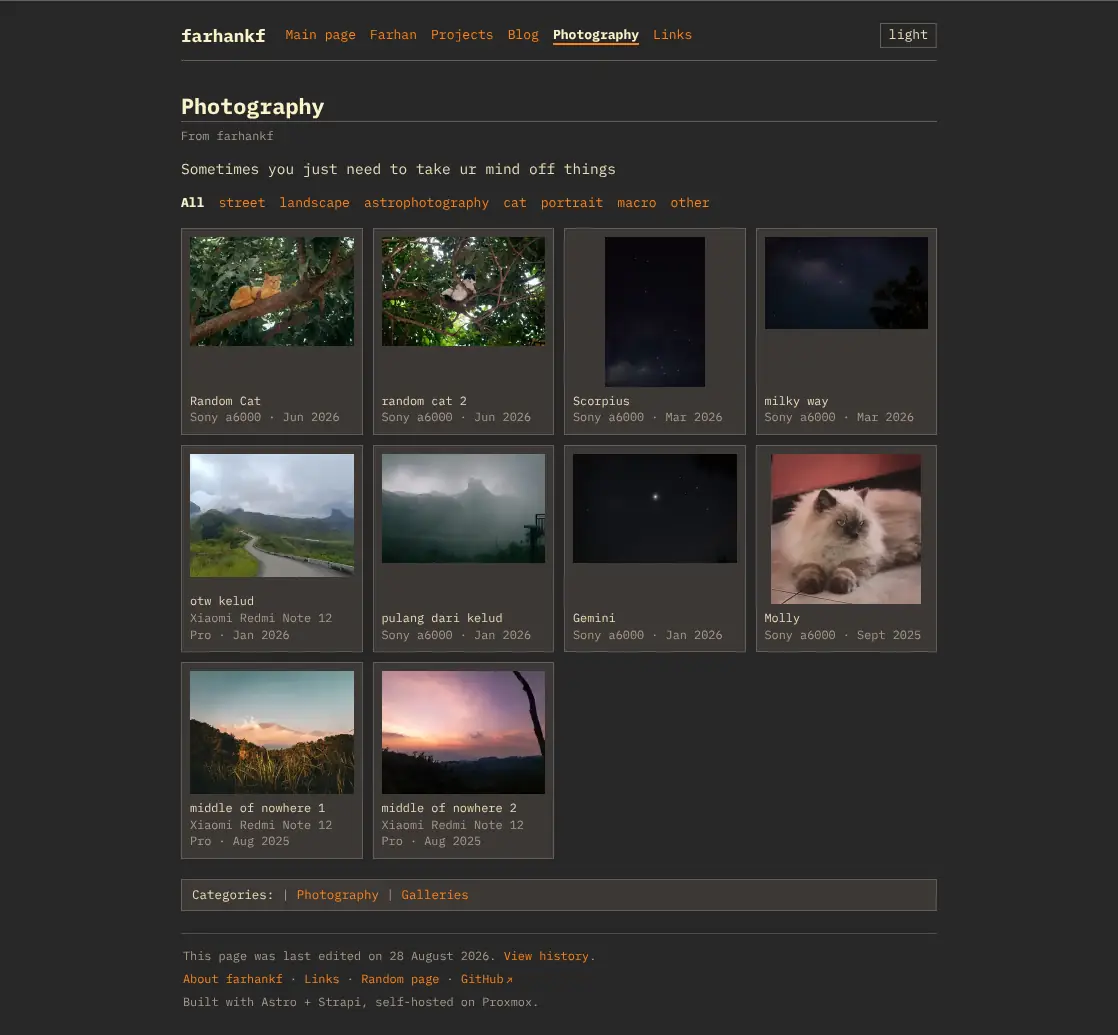 farhankf Main page Farhan Projects Blog Photography Links light
Photography
From farhankf
Sometimes you just need to take ur mind off things
All street landscape astrophotography cat portrait macro other
Random Cat
Sony a6000 · Jun 2026
random cat 2
Sony a6000 · Jun 2026
Scorpius
Sony a6000 · Mar 2026
milky way
Sony a6000 · Mar 2026
otw kelud
Xiaomi Redmi Note 12
Pro · Jan 2026
pulang dari kelud
Sony a6000 · Jan 2026
Gemini
Sony a6000 · Jan 2026
Molly
Sony a6000 · Sept 2025
middle of nowhere 1
Xiaomi Redmi Note 12
Pro · Aug 2025
middle of nowhere 2
Xiaomi Redmi Note 12
Pro · Aug 2025
Categories: | Photography | Galleries
This page was last edited on 28 August 2026. View history.
About farhankf · Links · Random page · GitHub↗
Built with Astro + Strapi, self-hosted on Proxmox.